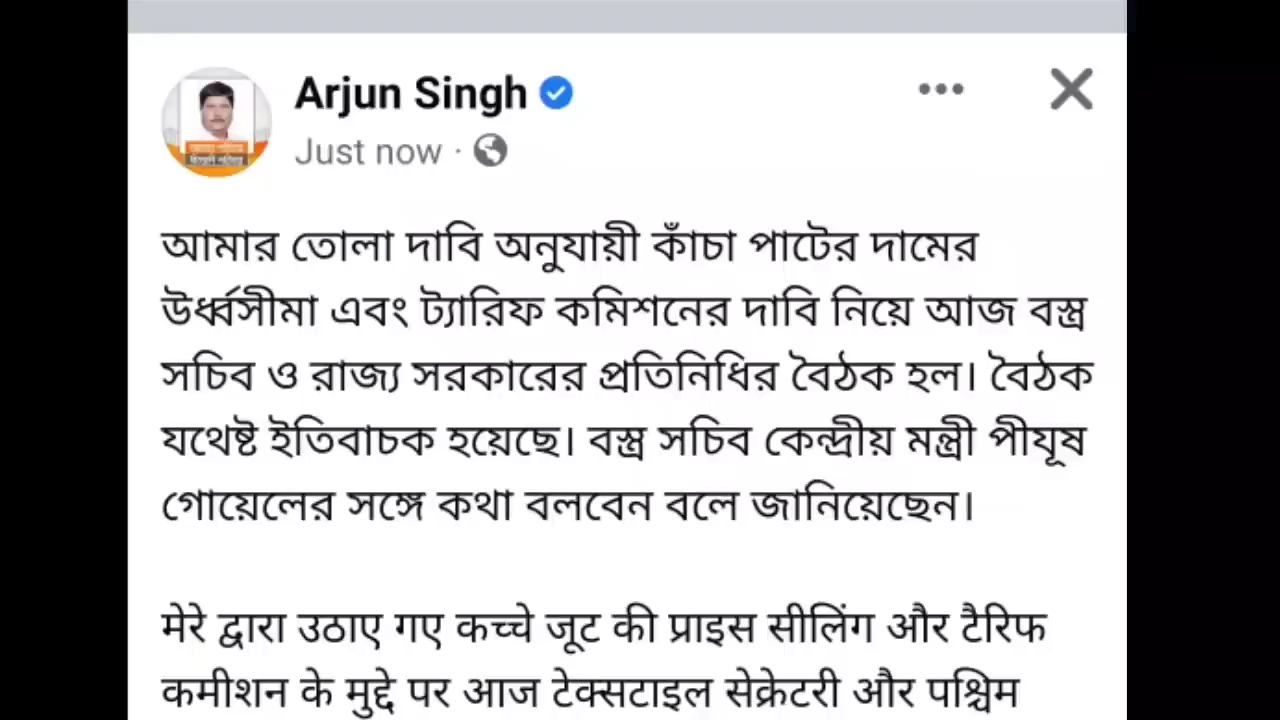 Arjun Singh
Just now ·
আমার তোলা দাবি অনুযায়ী কাঁচা পাটের দামের
উর্ধ্বসীমা এবং ট্যারিফ কমিশনের দাবি নিয়ে আজ বস্ত্র
সচিব ও রাজ্য সরকারের প্রতিনিধির বৈঠক হল। বৈঠক
যথেষ্ট ইতিবাচক হয়েছে। বস্ত্র সচিব কেন্দ্রীয় মন্ত্রী পীযূষ
গোয়েলের সঙ্গে কথা বলবেন বলে জানিয়েছেন।
मेरे द्वारा उठाए गए कच्चे जूट की प्राइस सीलिंग और टैरिफ
कमीशन के मुद्दे पर आज टेक्सटाइल सेक्रेटरी और पश्चिम